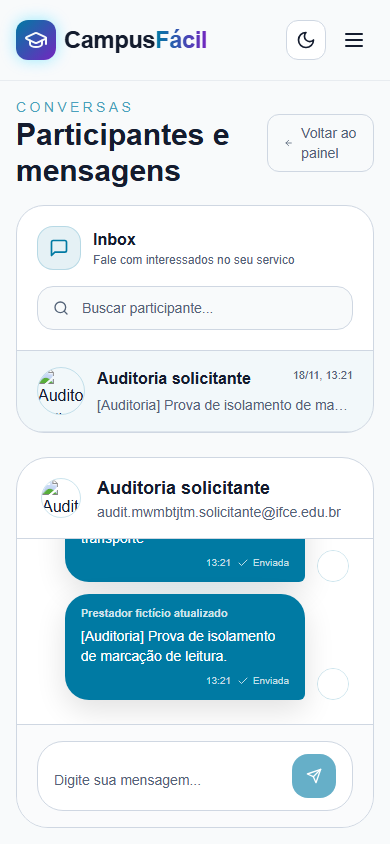 CampusFácil
CONVERSAS
Participantes e
mensagens
Voltar ao
painel
Inbox
Fale com interessados no seu servico
Buscar participante...
Audito
Auditoria solicitante
18/11, 13:21
[Auditoria] Prova de isolamento de ma...
Audit
Auditoria solicitante
audit.mwmbtjtm.solicitante@ifce.edu.br
transporte
13:21 Enviada
Prestador fictício atualizado
[Auditoria] Prova de isolamento
de marcação de leitura.
13:21 Enviada
Digite sua mensagem...